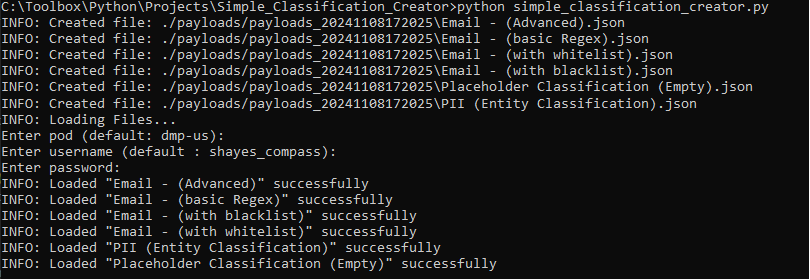 C:\Toolbox\Python\Projects\Simple_Classification_Creator>python simple_classification_creator.py
INFO: Created file: ./payloads/payloads_20241108172025\Email - (Advanced).json
INFO: Created file: ./payloads/payloads_20241108172025\Email - (basic Regex).json
INFO: Created file: ./payloads/payloads_20241108172025\Email - (with whitelist).json
INFO: Created file: ./payloads/payloads_20241108172025\Email - (with blacklist).json
INFO: Created file: ./payloads/payloads_20241108172025\Placeholder Classification (Empty).json
INFO: Created file: ./payloads/payloads_20241108172025\PII (Entity Classification).json
INFO: Loading Files...
Enter pod (default: dmp-us):
Enter username (default : shayes_compass):
Enter password:
INFO: Loaded "Email - (Advanced)" successfully
INFO: Loaded "Email - (basic Regex)" successfully
INFO: Loaded "Email - (with blacklist)" successfully
INFO: Loaded "Email - (with whitelist)" successfully
INFO: Loaded "PII (Entity Classification)" successfully
INFO: Loaded "Placeholder Classification (Empty)" successfully